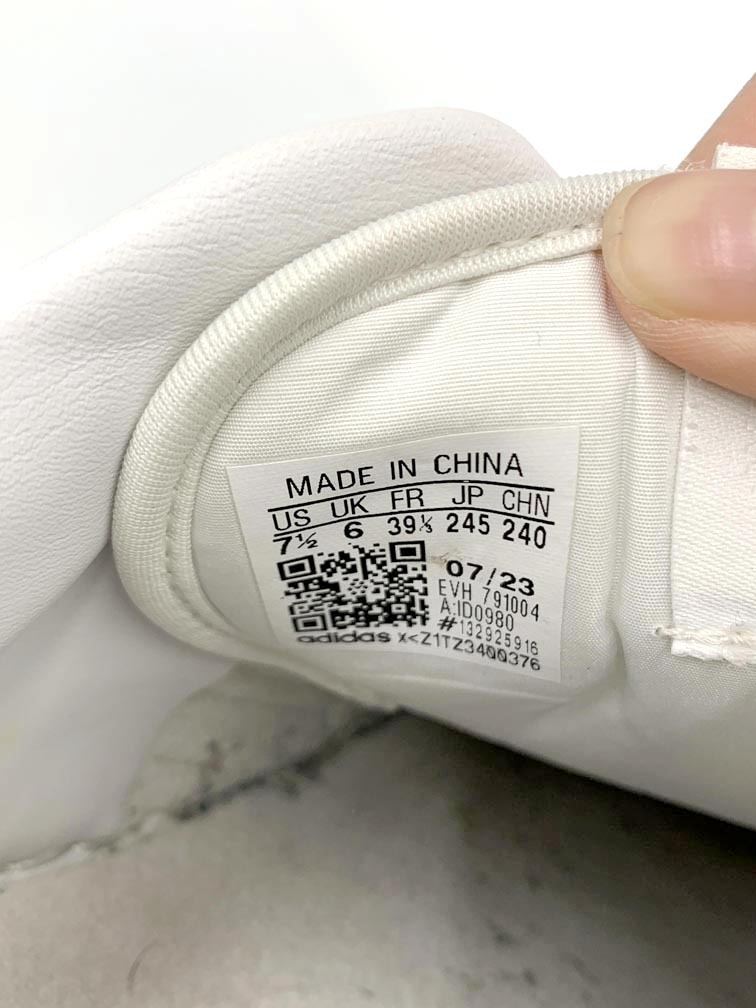 MADE IN CHINA
US UK FR JP CHN
7½ 6 39⅓ 245 240
07/23
EVH 791004
A:ID0980
#132925916
adidas x<Z1TZ3400376